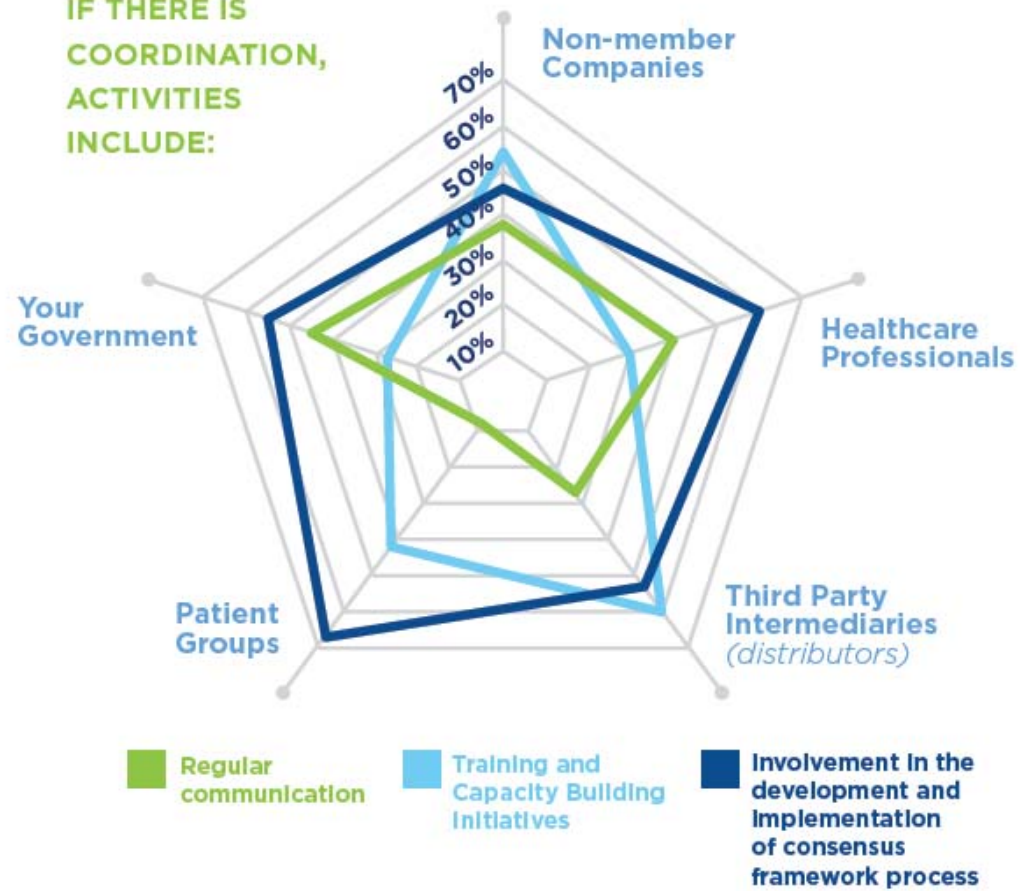 IF THERE IS
COORDINATION,
ACTIVITIES
INCLUDE:
Non-member
Companies
70%
60%
50%
40%
30%
20%
10%
Your
Government
Healthcare
Professionals
Patient
Groups
Third Party
Intermediaries
(distributors)
Regular
communication
Training and
Capacity Building
Initiatives
Involvement in the
development and
implementation
of consensus
framework process